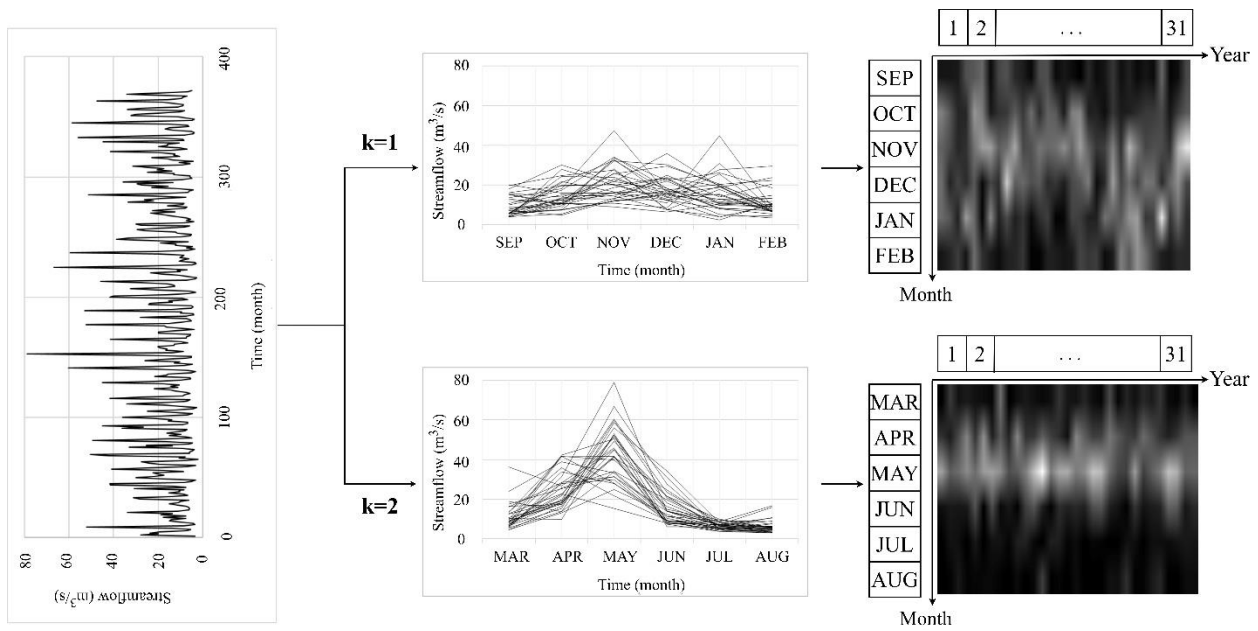 400
300
200
100
0
Time (month)
80
60
40
20
0
Streamflow (m³/s)
k=1
k=2
80
60
40
20
0
Streamflow (m³/s)
SEP OCT NOV DEC JAN FEB
Time (month)
80
60
40
20
0
Streamflow (m³/s)
MAR APR MAY JUN JUL AUG
Time (month)
1 2 ... 31
Year
SEP
OCT
NOV
DEC
JAN
FEB
Month
1 2 ... 31
Year
MAR
APR
MAY
JUN
JUL
AUG
Month